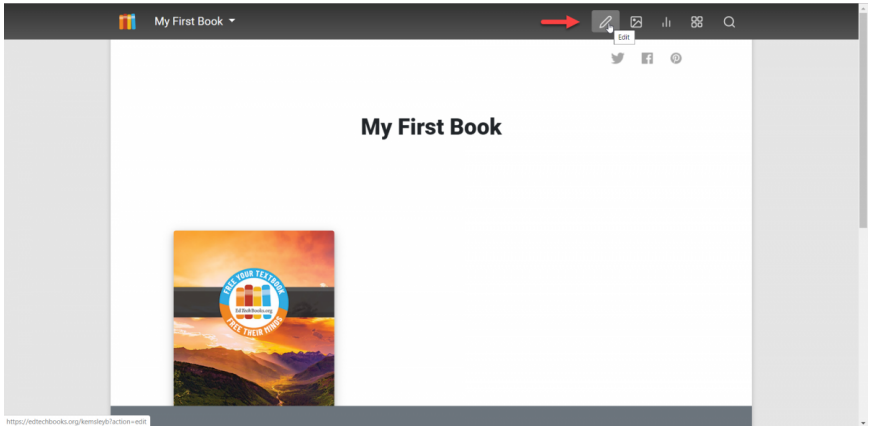 My First Book
Edit
My First Book
FREE YOUR TEXTBOOK
EdTechBooks.org
FREE THEIR MINDS
https://edtechbooks.org/kemsleyb?action=edit